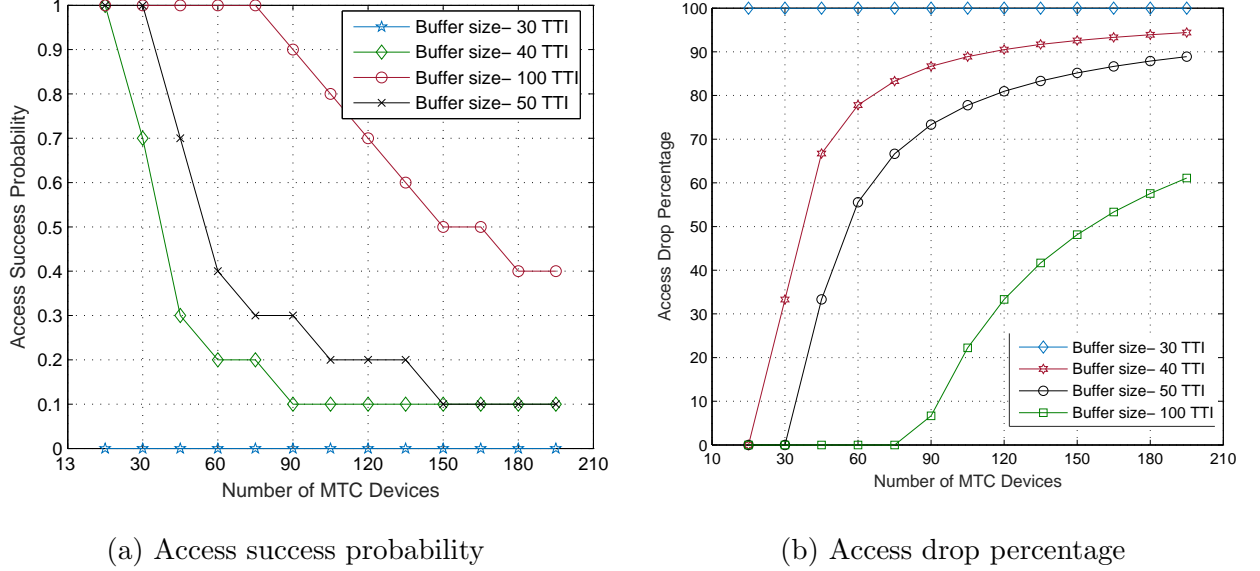 1
0.9
0.8
0.7
0.6
0.5
0.4
0.3
0.2
0.1
0
Access Success Probability
13 30 60 90 120 150 180 210
Number of MTC Devices
Buffer size− 30 TTI
Buffer size− 40 TTI
Buffer size− 100 TTI
Buffer size− 50 TTI
(a) Access success probability
100
90
80
70
60
50
40
30
20
10
0
Access Drop Percentage
10 30 60 90 120 150 180 210
Number of MTC Devices
Buffer size− 30 TTI
Buffer size− 40 TTI
Buffer size− 50 TTI
Buffer size− 100 TTI
(b) Access drop percentage